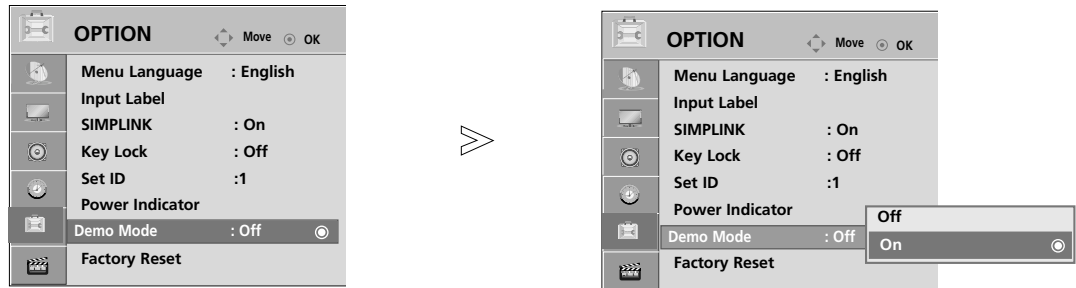 OPTION Move OK
Menu Language : English
Input Label
SIMPLINK : On
Key Lock : Off
Set ID :1
Power Indicator
Demo Mode : Off
Factory Reset
OPTION Move OK
Menu Language : English
Input Label
SIMPLINK : On
Key Lock : Off
Set ID :1
Power Indicator
Demo Mode : Off
Factory Reset
Off
On